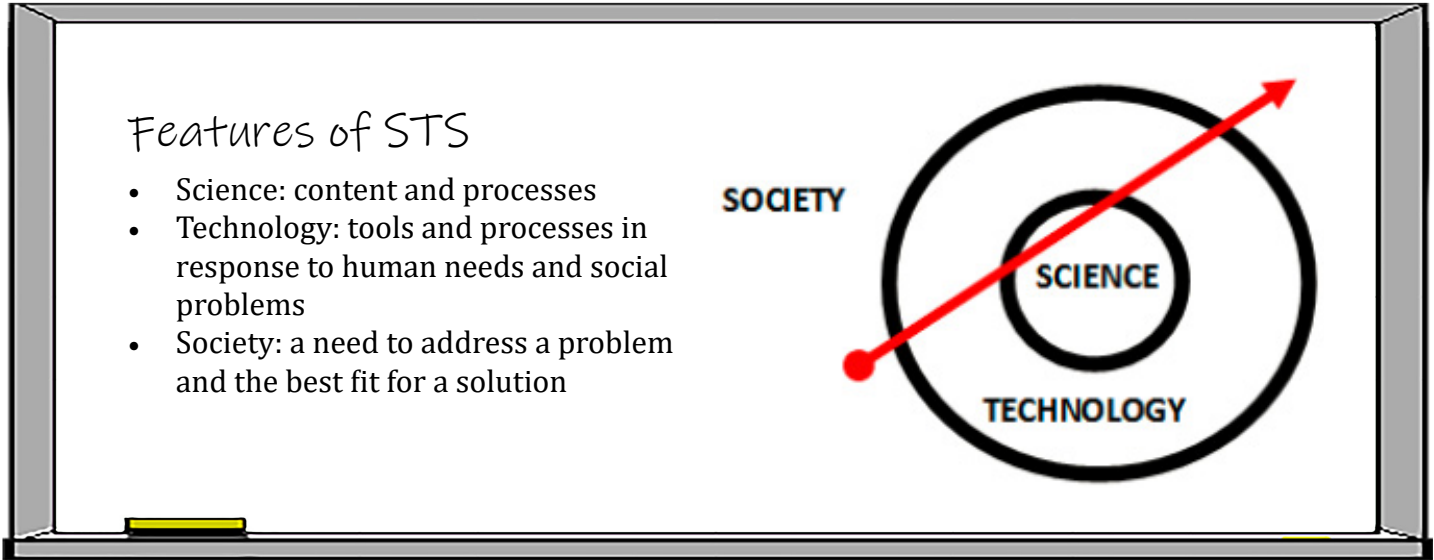 Features of STS
• Science: content and processes
• Technology: tools and processes in
response to human needs and social
problems
• Society: a need to address a problem
and the best fit for a solution
SOCIETY
SCIENCE
TECHNOLOGY